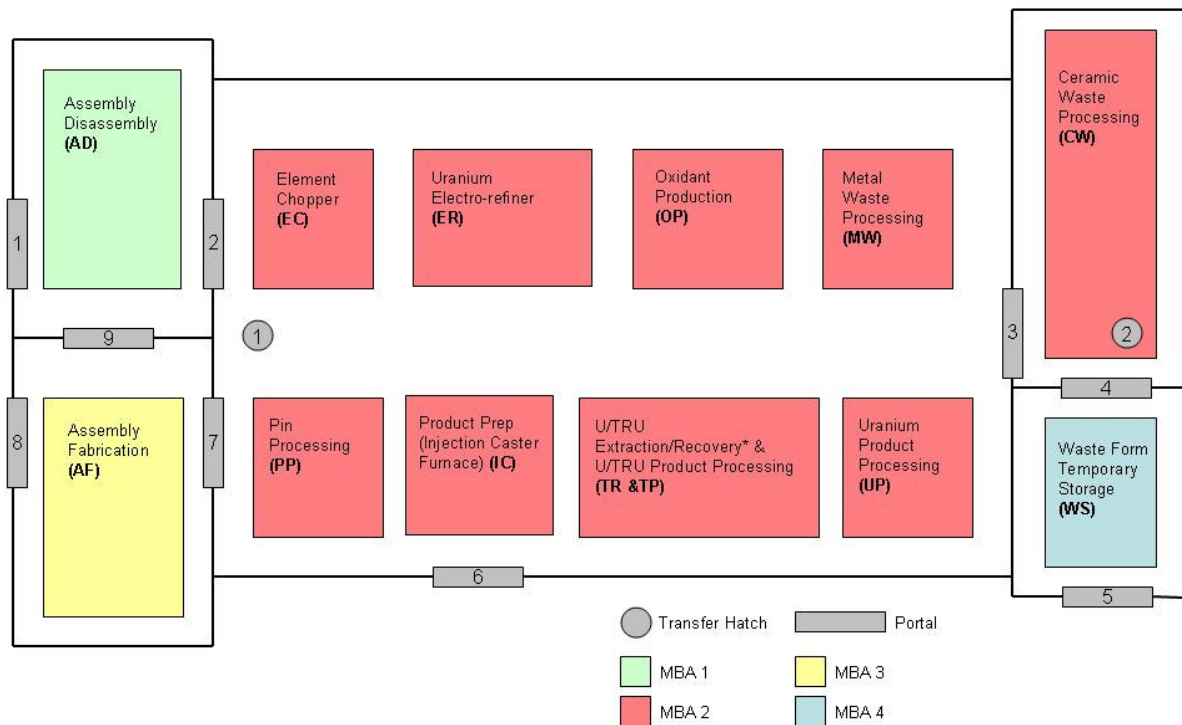 Assembly
Disassembly
(AD)
Ceramic
Waste
Processing
(CW)
Element
Chopper
(EC)
Uranium
Electro-refiner
(ER)
Oxidant
Production
(OP)
Metal
Waste
Processing
(MW)
1
2
9
1
3
2
4
8
Assembly
Fabrication
(AF)
7
Pin
Processing
(PP)
Product Prep
(Injection Caster
Furnace) (IC)
U/TRU
Extraction/Recovery* &
U/TRU Product Processing
(TR &TP)
Uranium
Product
Processing
(UP)
Waste Form
Temporary
Storage
(WS)
6
5
Transfer Hatch
Portal
MBA 1
MBA 3
MBA 2
MBA 4